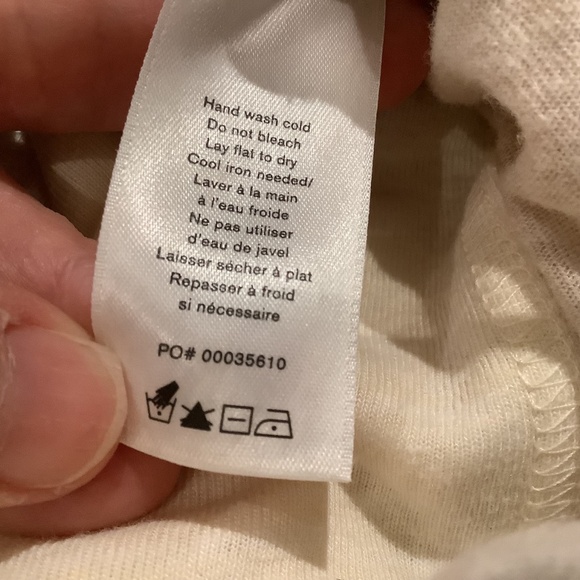 Hand wash cold
Do not bleach
Lay flat to dry
Cool iron needed/
Laver à la main
à l'eau froide
Ne pas utiliser
d'eau de javel
Laisser sècher à plat
Repasser à froid
si nécessaire
PO# 00035610